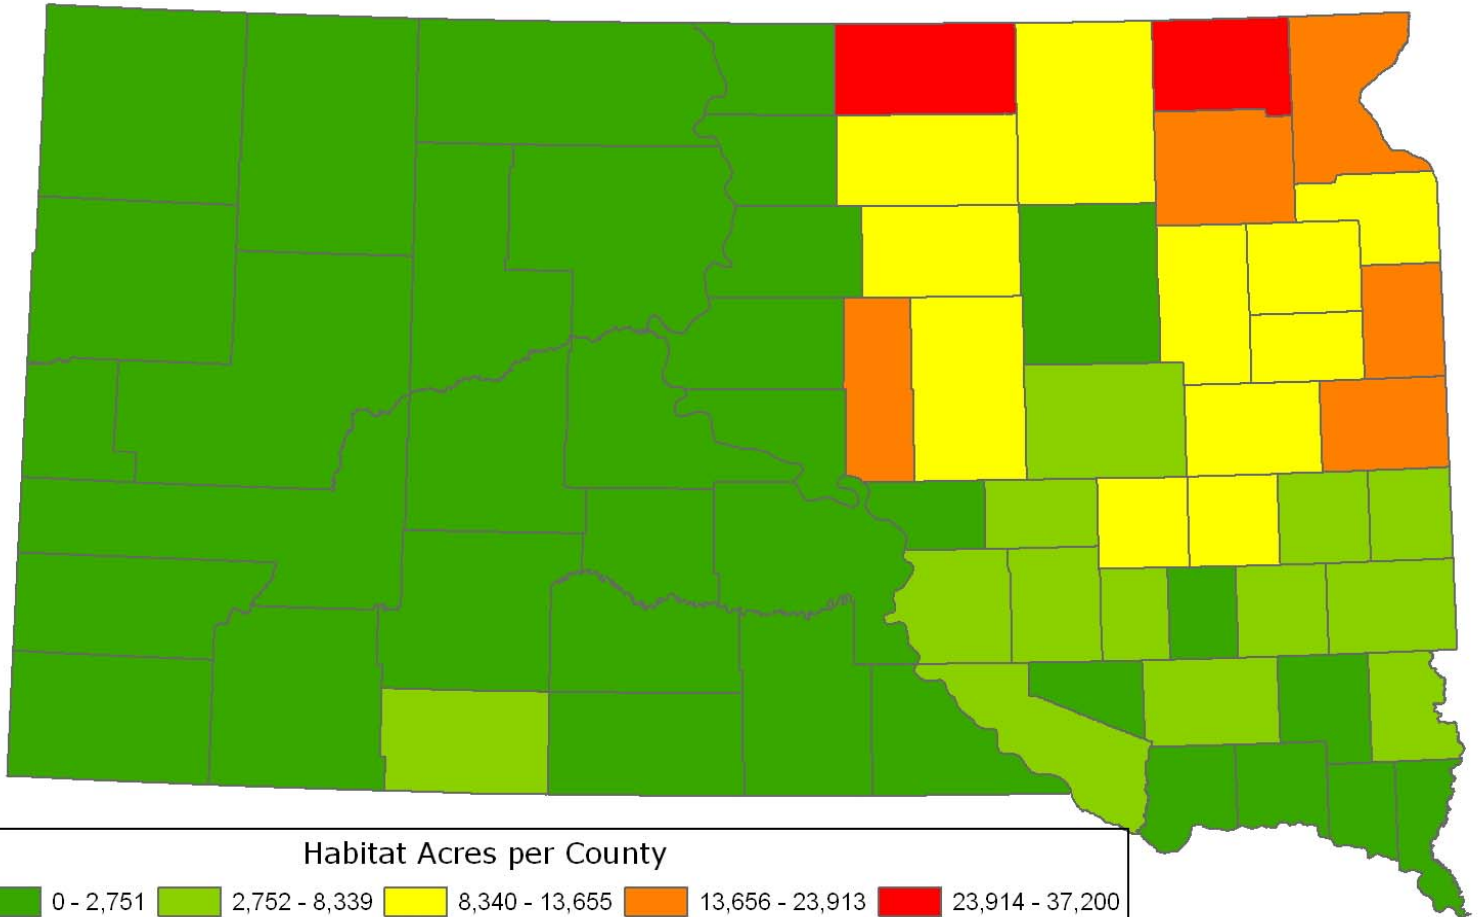 Habitat Acres per County
0 - 2,751 2,752 - 8,339 8,340 - 13,655 13,656 - 23,913 23,914 - 37,200